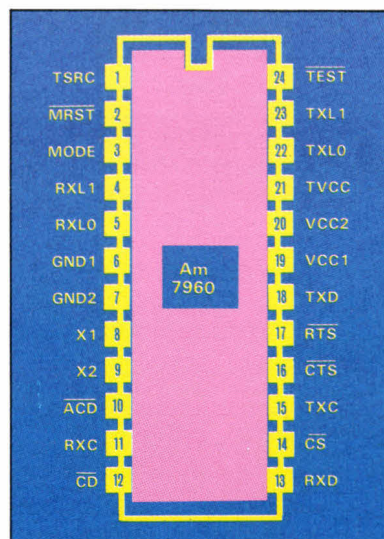 TSRC 1 24 TEST
MRST 2 23 TXL1
MODE 3 22 TXL0
RXL1 4 21 TVCC
RXL0 5 20 VCC2
GND1 6 19 VCC1
GND2 7 18 TXD
X1 8 17 RTS
X2 9 16 CTS
ACD 10 15 TXC
RXC 11 14 CS
CD 12 13 RXD
Am
7960